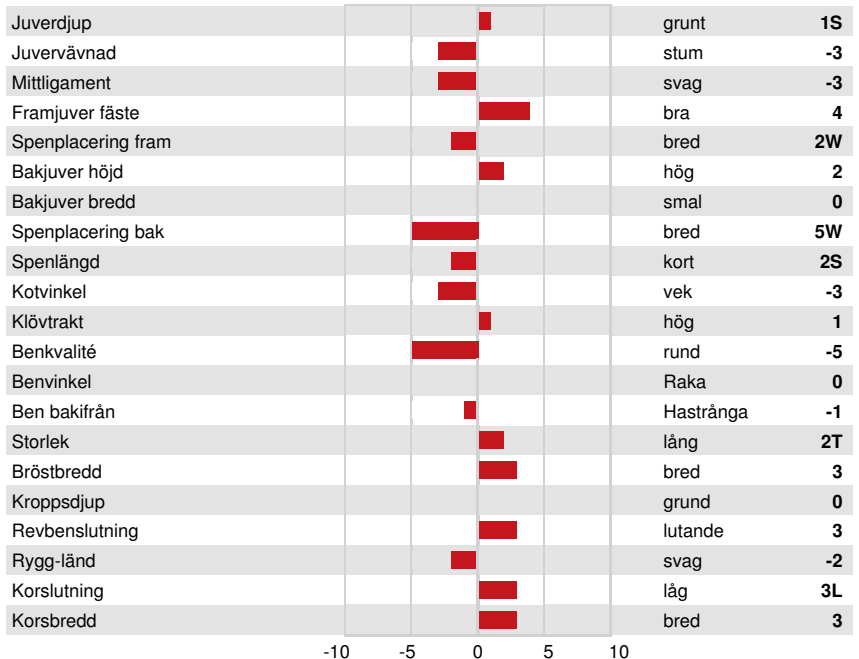 Juverdjup grunt 1S
Juvervävnad stum -3
Mittligament svag -3
Framjuver fäste bra 4
Spenplacering fram bred 2W
Bakjuver höjd hög 2
Bakjuver bredd smal 0
Spenplacering bak bred 5W
Spenlängd kort 2S
Kotvinkel vek -3
Klövtrakt hög 1
Benkvalité rund -5
Benvinkel Raka 0
Ben bakifrån Hastrånga -1
Storlek lång 2T
Bröstbredd bred 3
Kroppsdjup grund 0
Revbenslutning lutande 3
Rygg-länd svag -2
Korslutning låg 3L
Korsbredd bred 3
-10 -5 0 5 10